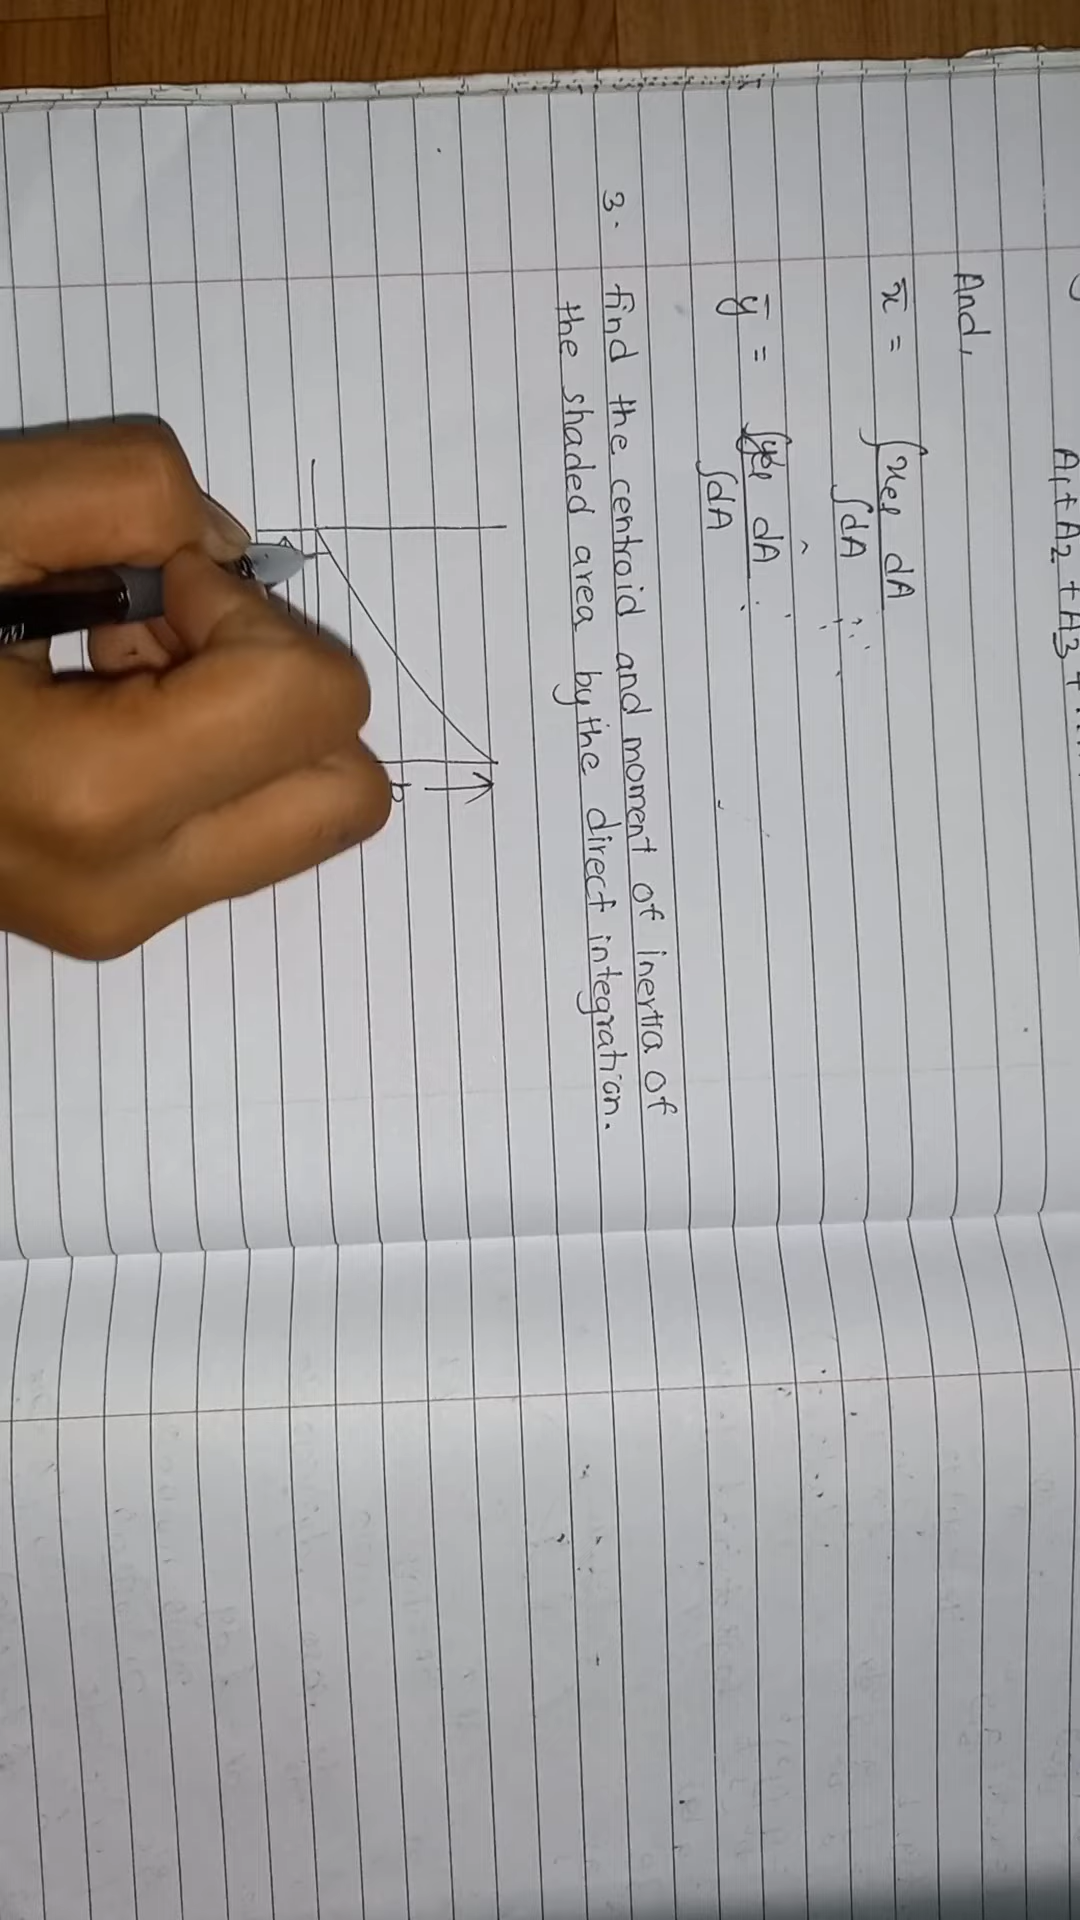 A₁ + A₂ + A₃ +
And,
x̄ = ∫xₑₗ dA
∫dA
ȳ = ∫yₑₗ dA
∫dA
3. find the centroid and moment of inertia of
the shaded area by the direct integration.
b